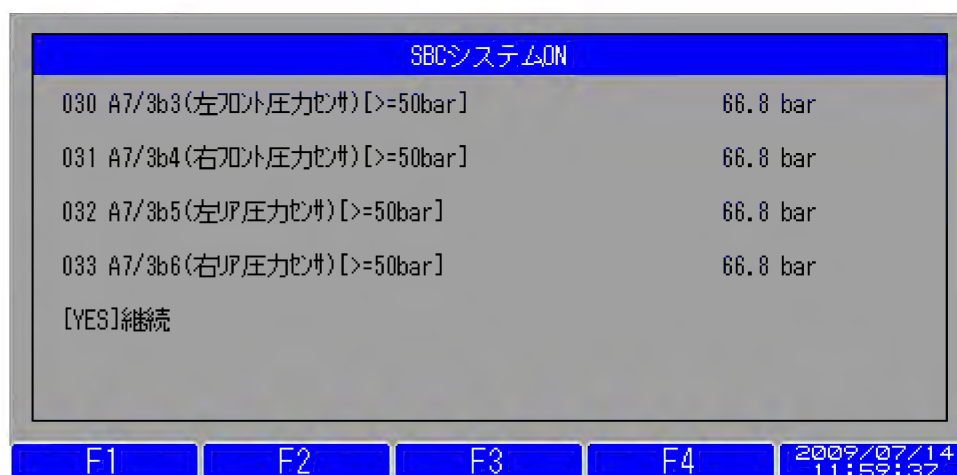 SBCシステムON
030 A7/3b3(左フロント圧力センサ)[>=50bar] 66.8 bar
031 A7/3b4(右フロント圧力センサ)[>=50bar] 66.8 bar
032 A7/3b5(左リア圧力センサ)[>=50bar] 66.8 bar
033 A7/3b6(右リア圧力センサ)[>=50bar] 66.8 bar
[YES]継続
F1 F2 F3 F4 2009/07/14
11:59:37